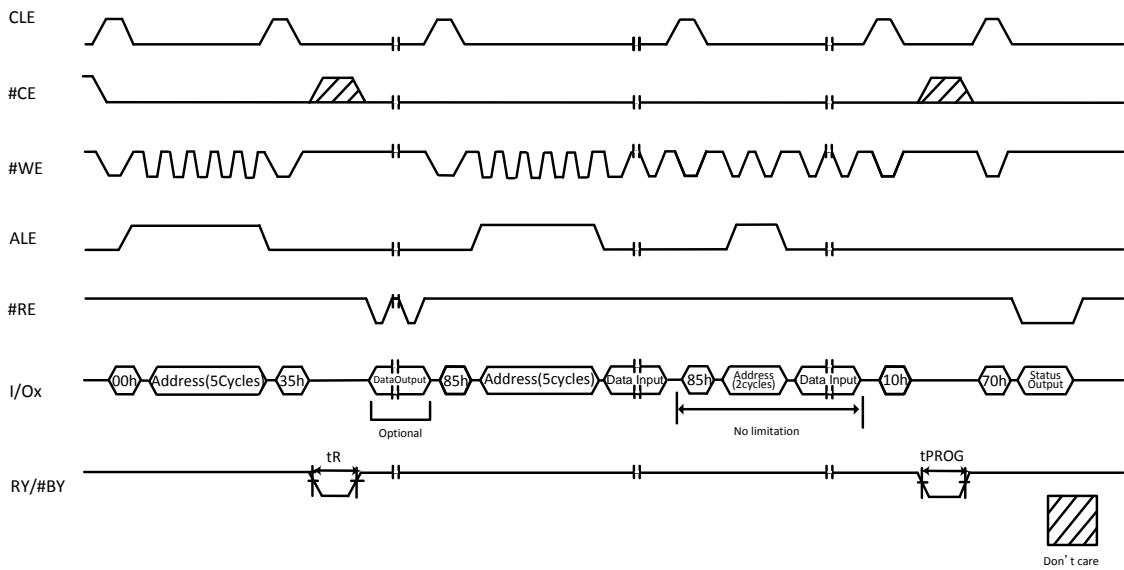 CLE
#CE
#WE
ALE
#RE
I/Ox
00h
Address(5Cycles)
35h
DataOutput
85h
Address(5cycles)
Data Input
85h
Address
(2cycles)
Data Input
10h
70h
Status
Output
Optional
No limitation
tR
tPROG
RY/#BY
Don't care